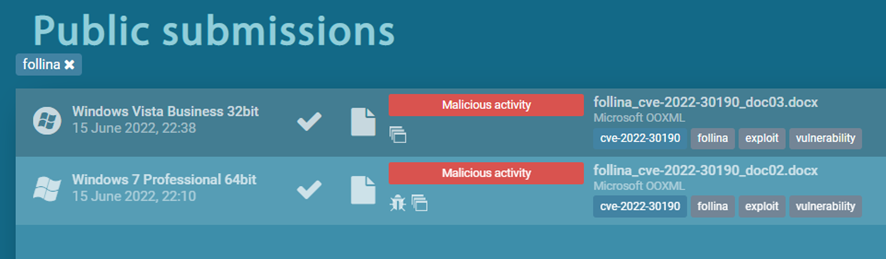 Public submissions
follina ✖
Windows Vista Business 32bit
15 June 2022, 22:38
Malicious activity
follina_cve-2022-30190_doc03.docx
Microsoft OOXML
cve-2022-30190 follina exploit vulnerability
Windows 7 Professional 64bit
15 June 2022, 22:10
Malicious activity
follina_cve-2022-30190_doc02.docx
Microsoft OOXML
cve-2022-30190 follina exploit vulnerability